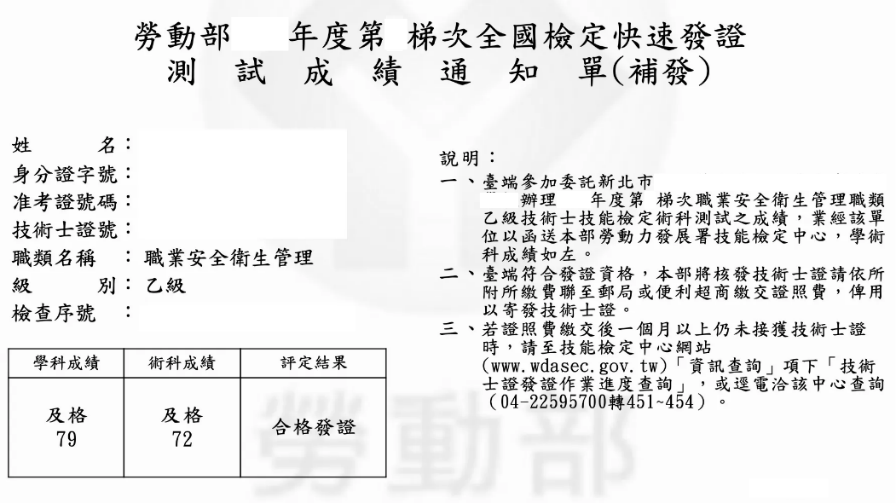 勞動部 年度第 梯次全國檢定快速發證
測試成績通知單(補發)
姓名：
身分證字號：
准考證號碼：
技術士證號：
職類名稱：職業安全衛生管理
級別：乙級
檢查序號：
學科成績 術科成績 評定結果
及格 及格 合格發證
79 72
說明：
一、臺端參加委託新北市
辦理 年度第 梯次職業安全衛生管理職類
乙級技術士技能檢定術科測試之成績，業經該單
位以函送本部勞動力發展署技能檢定中心，學術
科成績如左。
二、臺端符合發證資格，本部將核發技術士證請依所
附所繳費聯至郵局或便利超商繳交證照費，俾用
以寄發技術士證。
三、若證照費繳交後一個月以上仍未接獲技術士證
時，請至技能檢定中心網站
(www.wdasec.gov.tw)「資訊查詢」項下「技術
士證發證作業進度查詢」，或逕電洽該中心查詢
（04-22595700轉451~454）。
勞動部